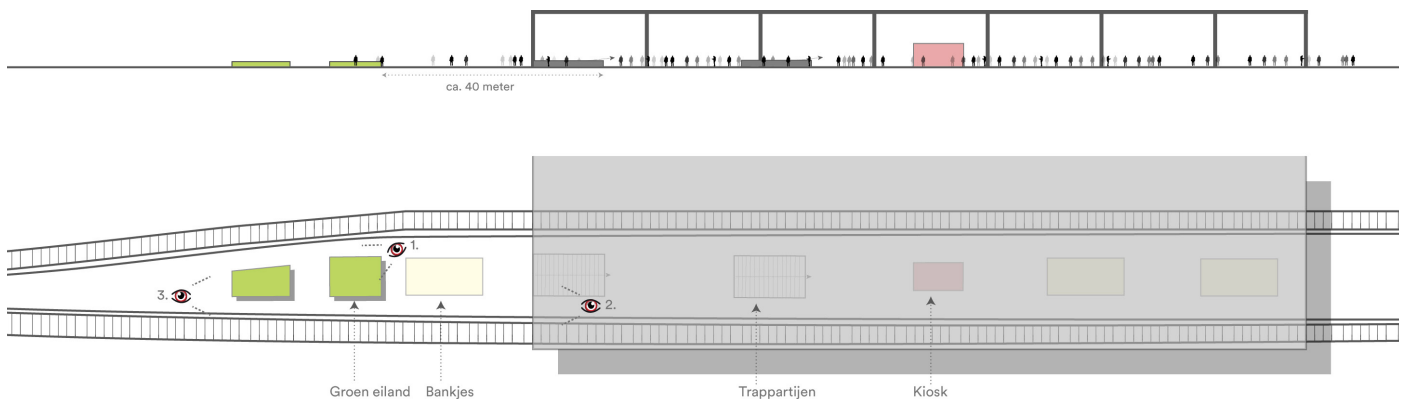 ca. 40 meter
1.
3.
2.
Groen eiland
Bankjes
Trappartijen
Kiosk